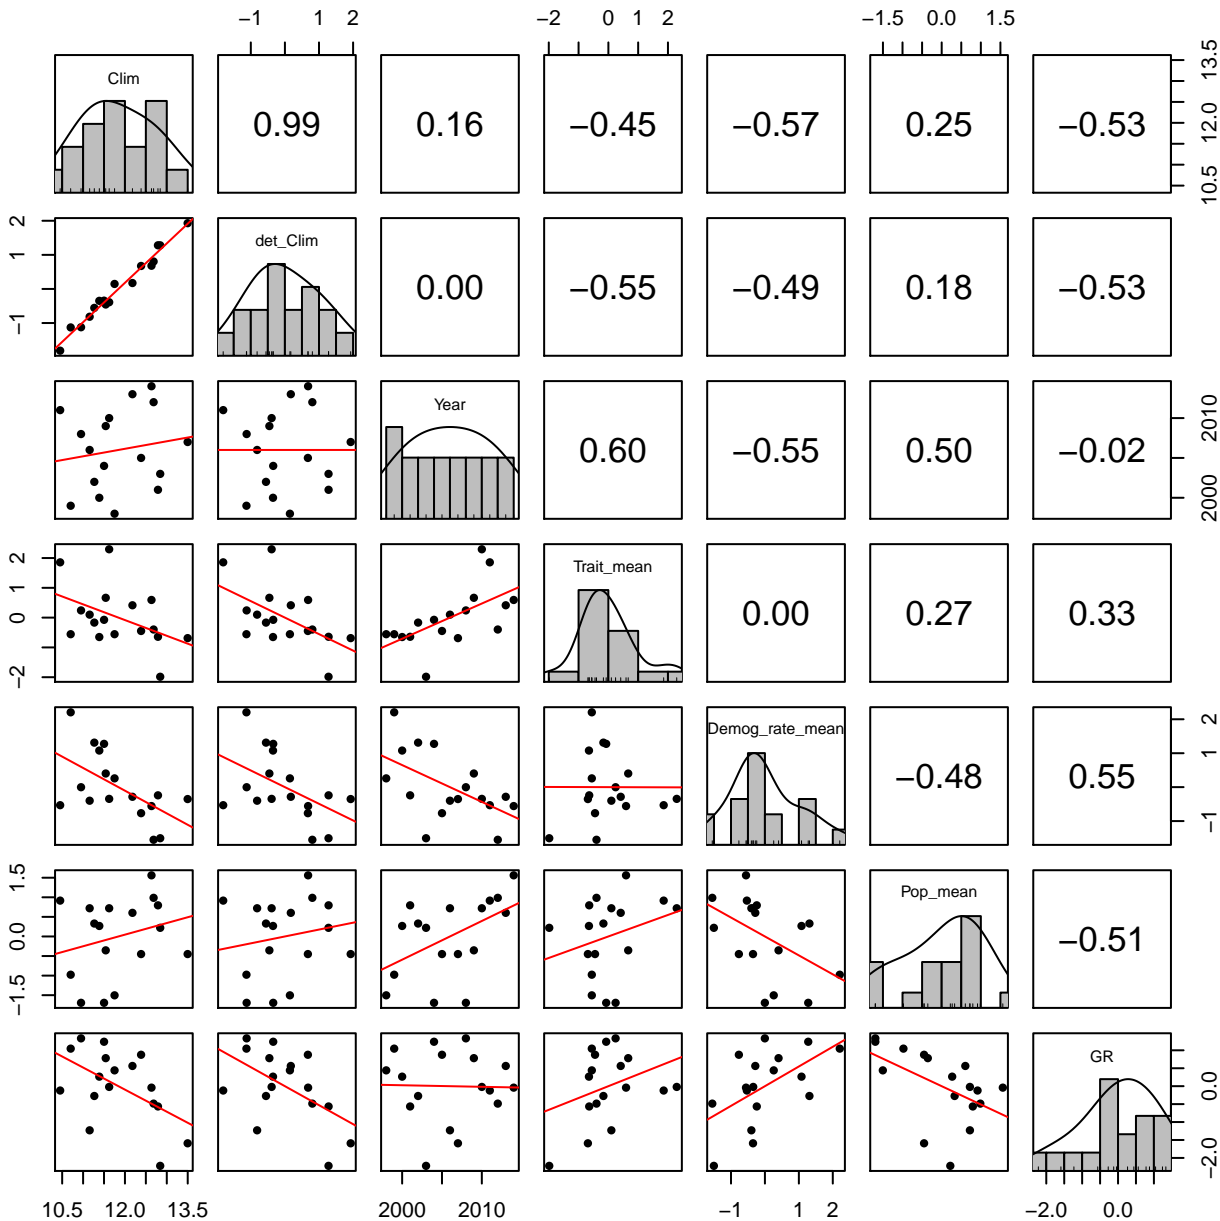 −1 1 2 −2 0 1 2 −1.5 0.0 1.5
Clim 0.99 0.16 −0.45 −0.57 0.25 −0.53 10.5 12.0 13.5
−1 1 2 det_Clim 0.00 −0.55 −0.49 0.18 −0.53
Year 0.60 −0.55 0.50 −0.02 2000 2010
−2 0 1 2 Trait_mean 0.00 0.27 0.33
Demog_rate_mean −0.48 0.55 −1 1 2
−1.5 0.0 1.5 Pop_mean −0.51
GR −2.0 0.0
10.5 12.0 13.5 2000 2010 −1 1 2 −2.0 0.0